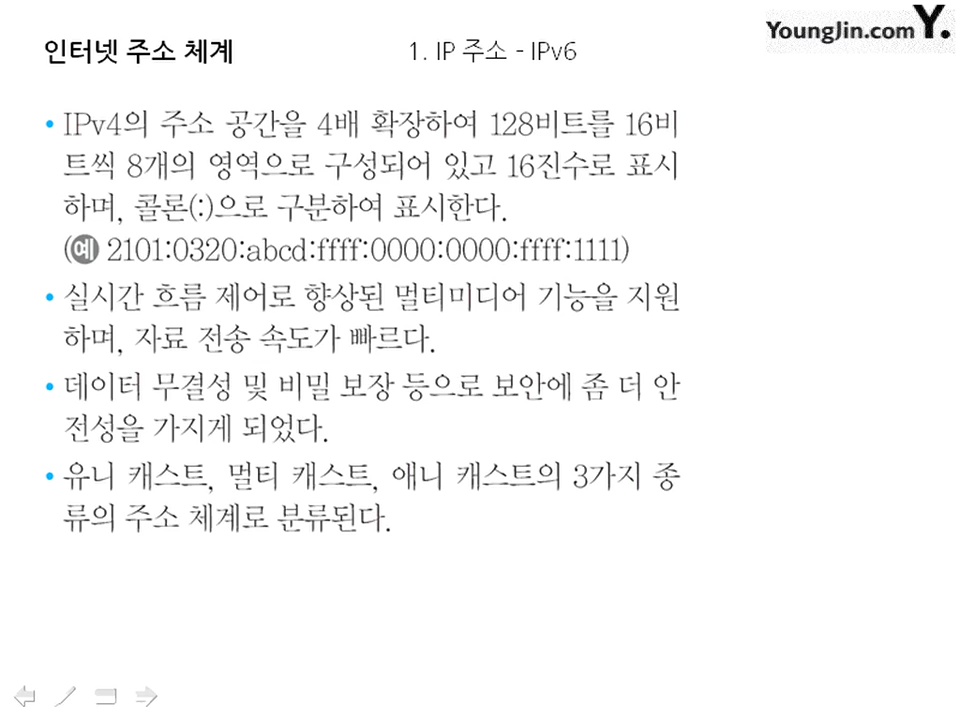 인터넷 주소 체계
1. IP 주소 - IPv6
YoungJin.com Y.
• IPv4의 주소 공간을 4배 확장하여 128비트를 16비
트씩 8개의 영역으로 구성되어 있고 16진수로 표시
하며, 콜론(:)으로 구분하여 표시한다.
(예 2101:0320:abcd:ffff:0000:0000:ffff:1111)
• 실시간 흐름 제어로 향상된 멀티미디어 기능을 지원
하며, 자료 전송 속도가 빠르다.
• 데이터 무결성 및 비밀 보장 등으로 보안에 좀 더 안
전성을 가지게 되었다.
• 유니 캐스트, 멀티 캐스트, 애니 캐스트의 3가지 종
류의 주소 체계로 분류된다.